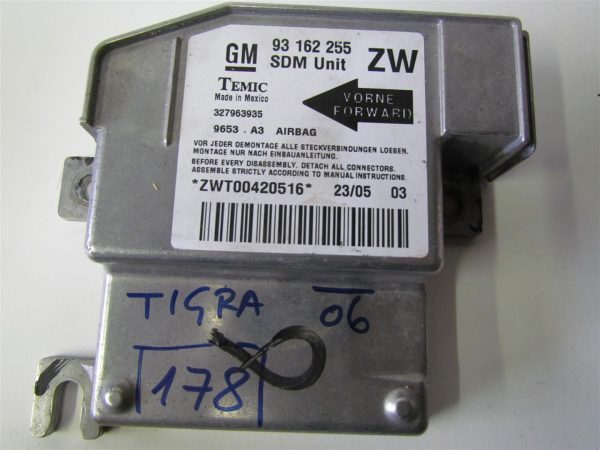 GM 93 162 255 ZW
SDM Unit
TEMIC
Made in Mexico
VORNE
FORWARD
327963935
9653 . A3 AIRBAG
VOR JEDER DEMONTAGE ALLE STECKVERBINDUNGEN LOESEN.
MONTAGE NUR NACH EINBAUANLEITUNG.
BEFORE EVERY DISASSEMBLY. DETACH ALL CONNECTORS.
ASSEMBLE STRICTLY ACCORDING TO MANUAL INSTRUCTIONS.
*ZWT00420516* 23/05 03
TIGRA 06
178